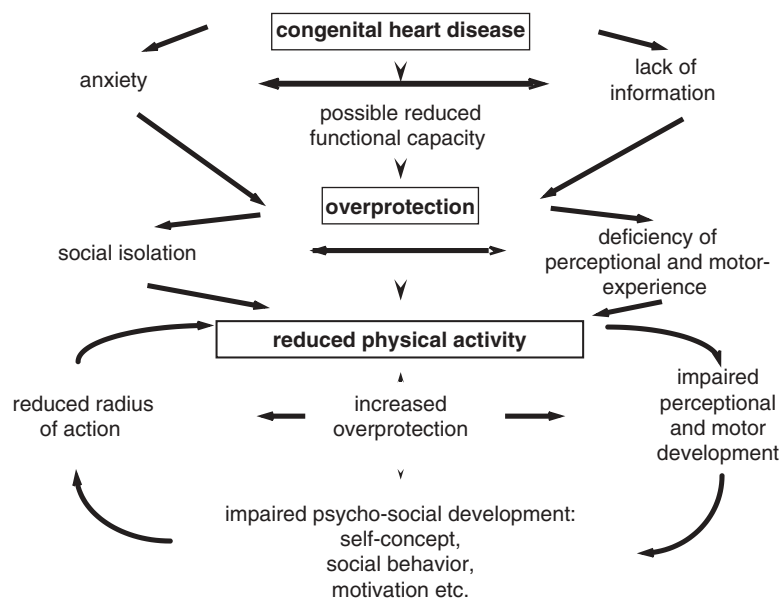 congenital heart disease
anxiety
lack of
information
possible reduced
functional capacity
overprotection
social isolation
deficiency of
perceptional and motor-
experience
reduced physical activity
reduced radius
of action
increased
overprotection
impaired
perceptional
and motor
development
impaired psycho-social development:
self-concept,
social behavior,
motivation etc.